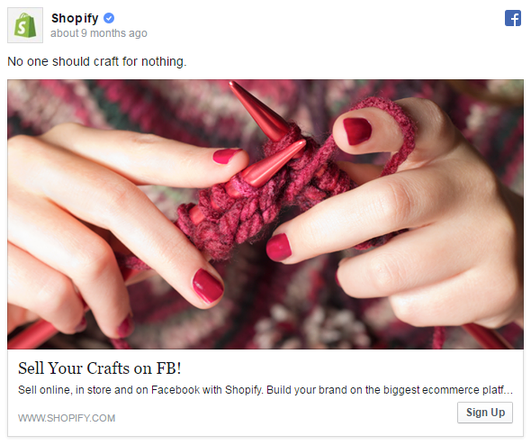 Shopify
about 9 months ago
No one should craft for nothing.
Sell Your Crafts on FB!
Sell online, in store and on Facebook with Shopify. Build your brand on the biggest ecommerce platf...
WWW.SHOPIFY.COM
Sign Up